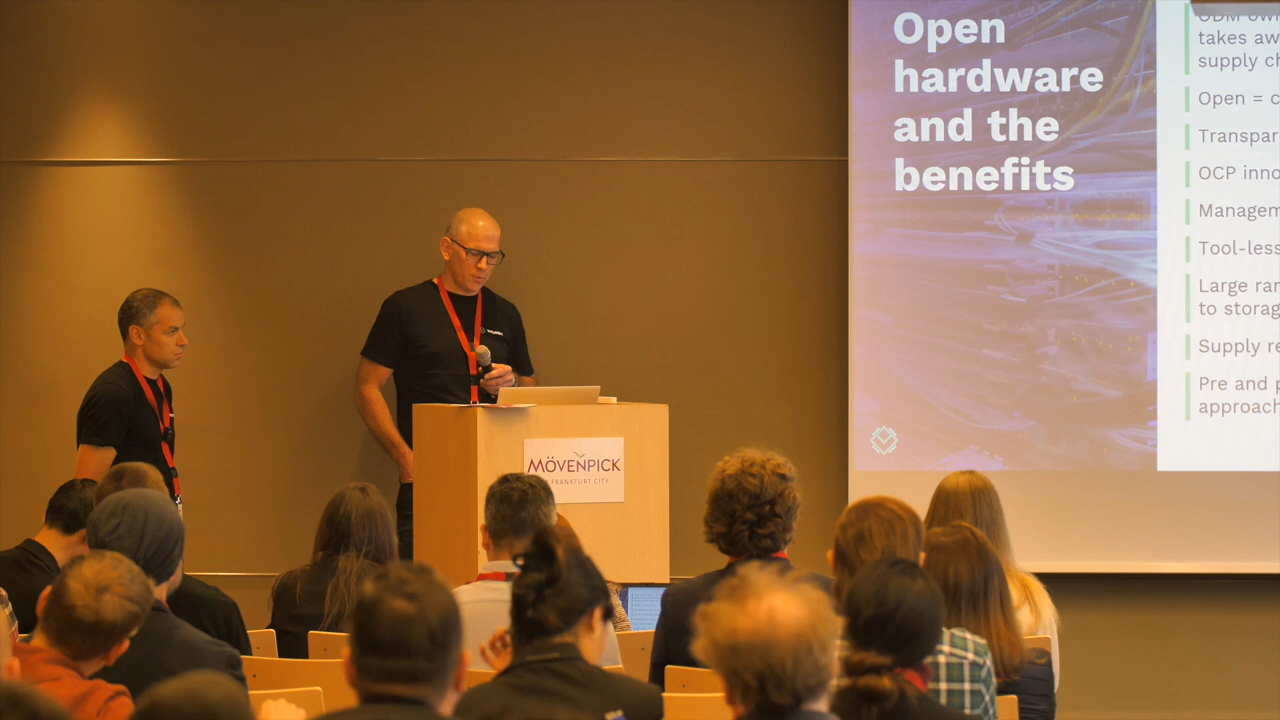 Open
hardware
and the
benefits
takes aw
supply ch
Open = c
Transpar
OCP inno
Managem
Tool-less
Large ran
to storag
Supply re
Pre and p
approach
MÖVENPICK
FRANKFURT CITY